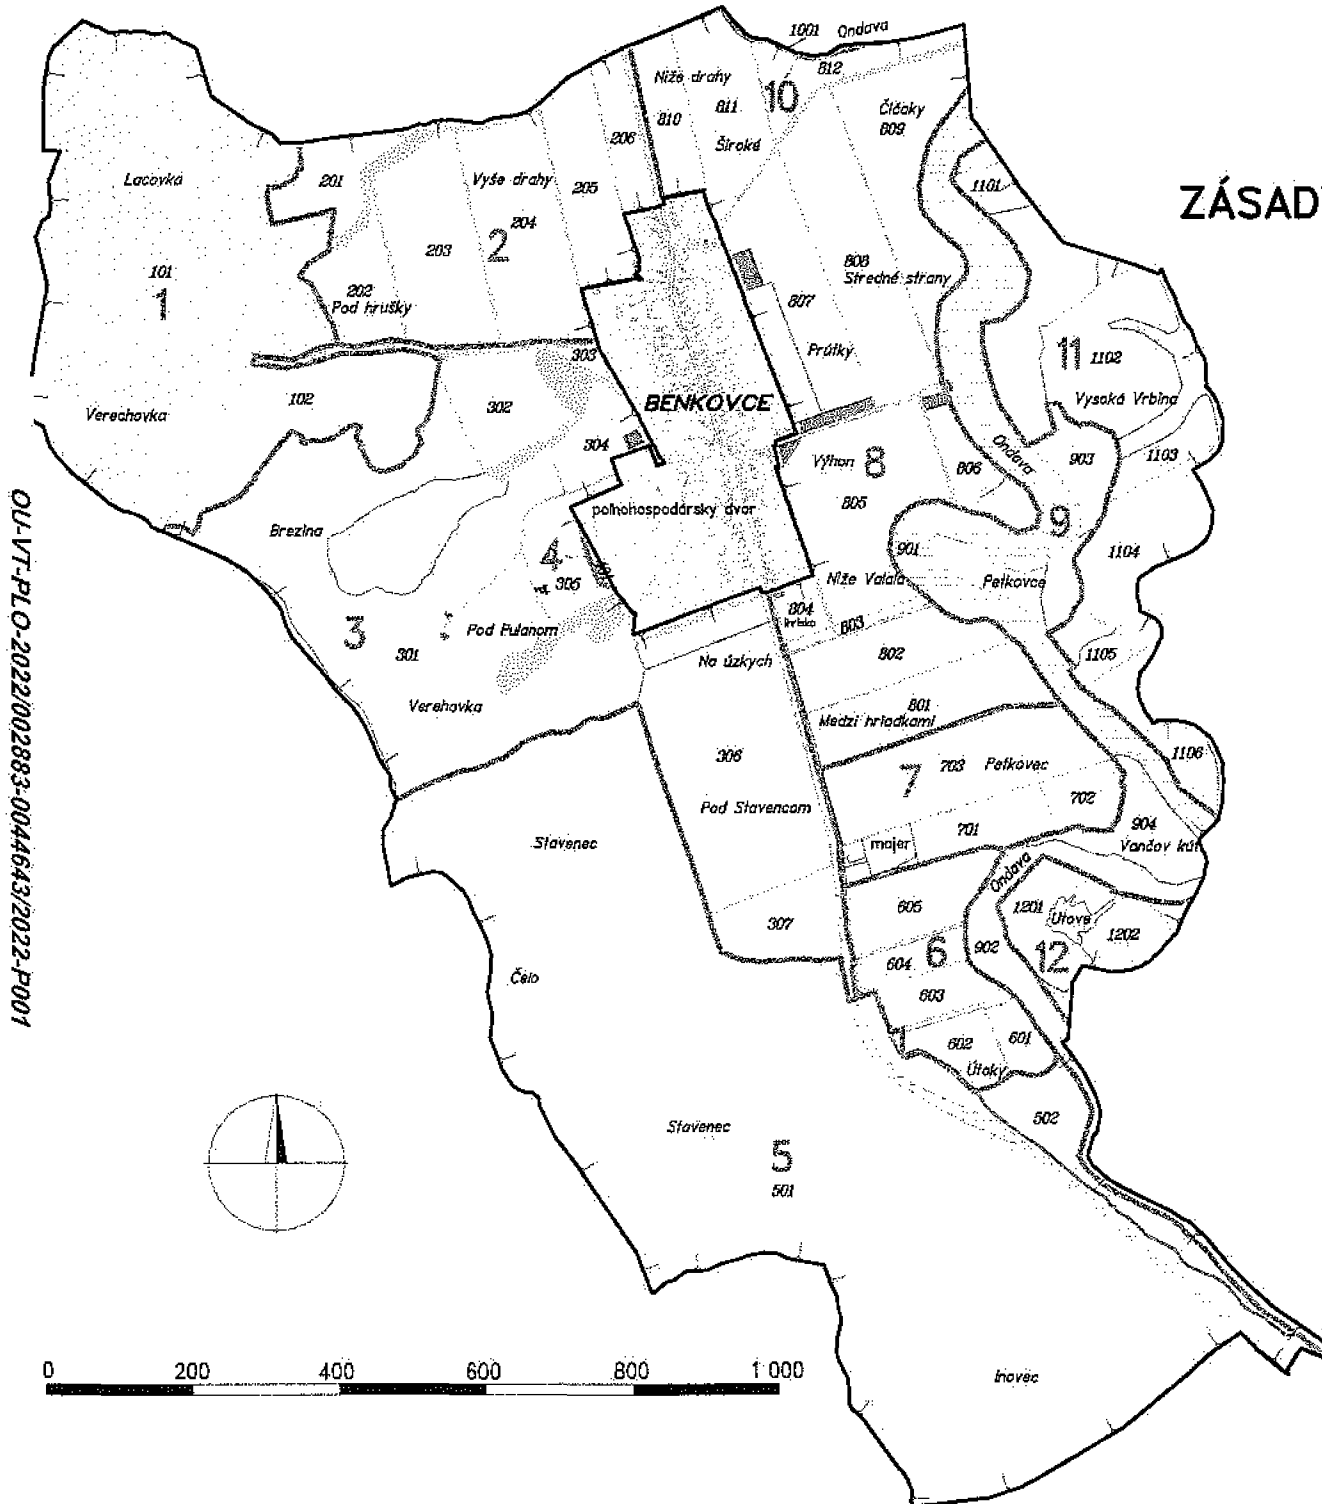 1001 Ondava
812
Niže drahy
10
811
810
Široké
Čičaky
809
206
Lacovka
201
Vyše drahy
205
204
1101
ZÁSAD
203
2
101
1
202
Pod hrušky
808
Stredné strany
807
303
Prútky
11
1102
102
302
BENKOVCE
Vysoká Vrbina
Verechovka
304
Výhon
8
806
Ondava
903
1103
805
Brezina
poľnohospodársky dvor
9
901
1104
4
305
Niže Valala
Petkovce
804
Ihrisko
803
3
301
Pod Pulanom
Na úzkych
802
1105
Verehovka
801
Medzi hriadkami
306
703
Petkovec
1106
7
702
Pod Stavencom
701
904
Stavenec
majer
Vančov kút
Ondava
605
1201
Utove
307
1202
902
6
12
604
Čelo
603
602
601
Útoky
502
Stavenec
5
501
0 200 400 600 800 1 000
Inovec
OU-VT-PLO-2022/002883-0044643/2022-P001